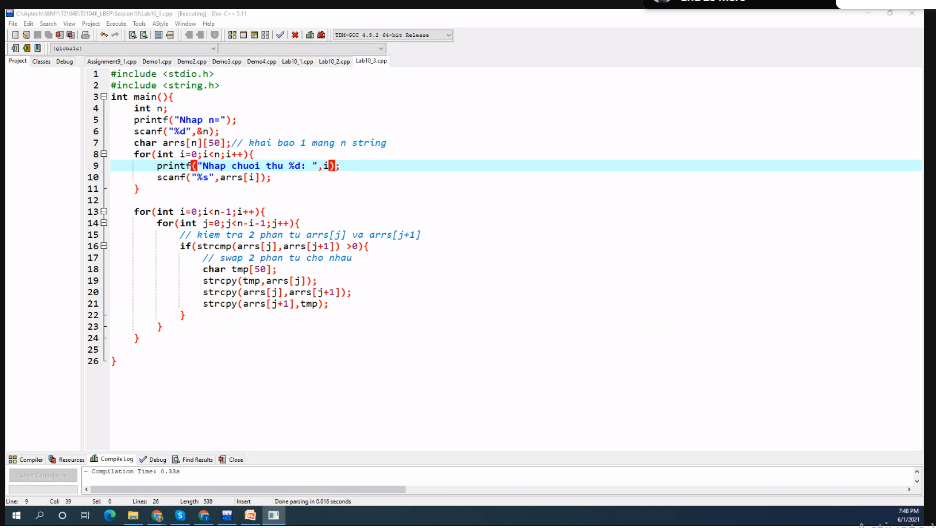 C:\Aptech\SEM1\T2104E\T2104E_LBEP\Session10\Lab10_3.cpp - [Executing] - Dev-C++ 5.11
File Edit Search View Project Execute Tools AStyle Window Help
TDM-GCC 4.9.2 64-bit Release
(globals)
Project Classes Debug Assignment9_1.cpp Demo1.cpp Demo2.cpp Demo3.cpp Demo4.cpp Lab10_1.cpp Lab10_2.cpp Lab10_3.cpp
1 #include <stdio.h>
2 #include <string.h>
3 int main(){
4 int n;
5 printf("Nhap n=");
6 scanf("%d",&n);
7 char arrs[n][50];// khai bao 1 mang n string
8 for(int i=0;i<n;i++){
9 printf("Nhap chuoi thu %d: ",i);
10 scanf("%s",arrs[i]);
11 }
12
13 for(int i=0;i<n-1;i++){
14 for(int j=0;j<n-i-1;j++){
15 // kiem tra 2 phan tu arrs[j] va arrs[j+1]
16 if(strcmp(arrs[j],arrs[j+1]) >0){
17 // swap 2 phan tu cho nhau
18 char tmp[50];
19 strcpy(tmp,arrs[j]);
20 strcpy(arrs[j],arrs[j+1]);
21 strcpy(arrs[j+1],tmp);
22 }
23 }
24 }
25
26 }
Compiler Resources Compile Log Debug Find Results Close
- Compilation Time: 0.33s
Line: 9 Col: 39 Sel: 0 Lines: 26 Length: 538 Insert Done parsing in 0.016 seconds
7:48 PM
6/1/2021